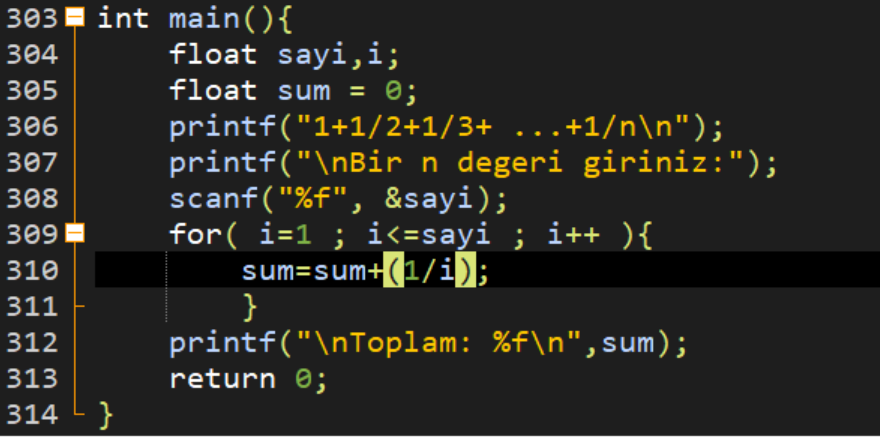 303 int main(){
304 float sayi,i;
305 float sum = 0;
306 printf("1+1/2+1/3+ ...+1/n\n");
307 printf("\nBir n degeri giriniz:");
308 scanf("%f", &sayi);
309 for( i=1 ; i<=sayi ; i++ ){
310 sum=sum+(1/i);
311 }
312 printf("\nToplam: %f\n",sum);
313 return 0;
314 }